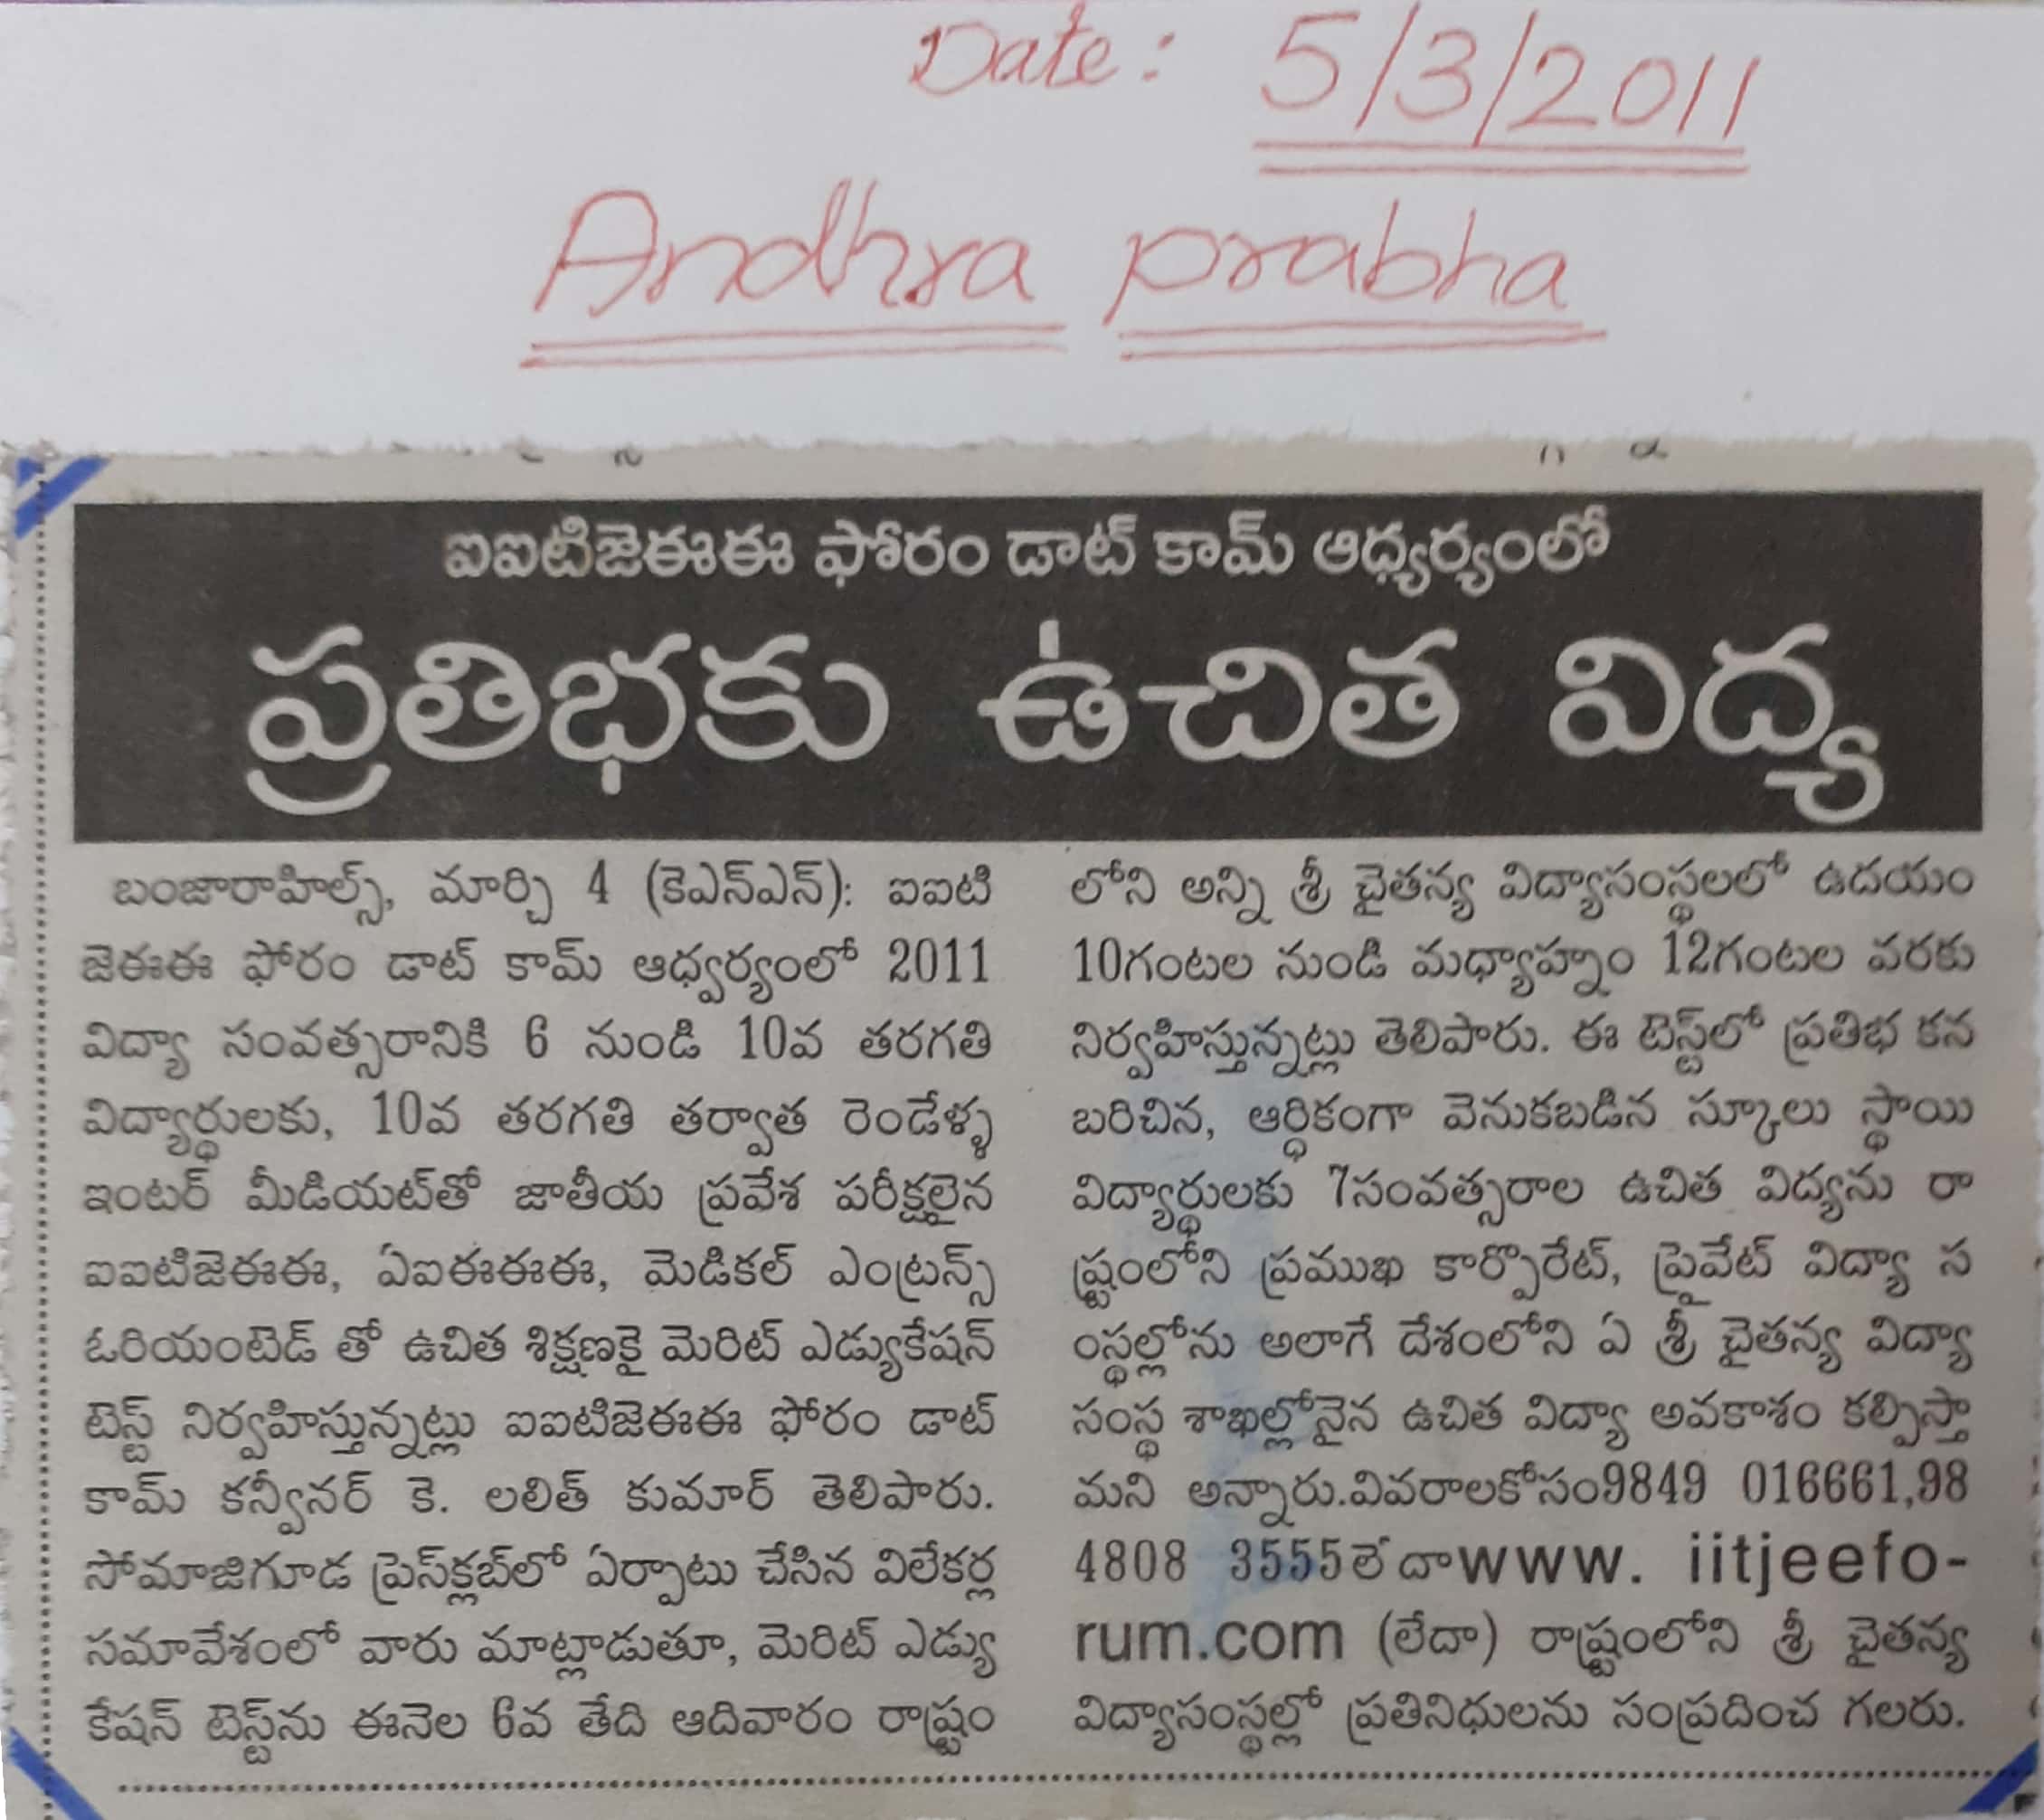 Date: 5/3/2011
Andhra prabha
ఐఐటిజెఈఈ ఫోరం డాట్ కామ్ ఆధ్యర్యంలో
ప్రతిభకు ఉచిత విద్య
బంజారాహిల్స్, మార్చి 4 (కెఎన్ఎన్): ఐఐటి
జెఈఈ ఫోరం డాట్ కామ్ ఆధ్వర్యంలో 2011
విద్యా సంవత్సరానికి 6 నుండి 10వ తరగతి
విద్యార్థులకు, 10వ తరగతి తర్వాత రెండేళ్ళ
ఇంటర్ మీడియట్‌తో జాతీయ ప్రవేశ పరీక్షలైన
ఐఐటిజెఈఈ, ఏఐఈఈఈ, మెడికల్ ఎంట్రన్స్
ఓరియంటెడ్ తో ఉచిత శిక్షణకై మెరిట్ ఎడ్యుకేషన్
టెస్ట్ నిర్వహిస్తున్నట్లు ఐఐటిజెఈఈ ఫోరం డాట్
కామ్ కన్వీనర్ కె. లలిత్ కుమార్ తెలిపారు.
సోమాజిగూడ ప్రెస్‌క్లబ్‌లో ఏర్పాటు చేసిన విలేకర్ల
సమావేశంలో వారు మాట్లాడుతూ, మెరిట్ ఎడ్యు
కేషన్ టెస్ట్‌ను ఈనెల 6వ తేది ఆదివారం రాష్ట్రం
లోని అన్ని శ్రీ చైతన్య విద్యాసంస్థలలో ఉదయం
10గంటల నుండి మధ్యాహ్నం 12గంటల వరకు
నిర్వహిస్తున్నట్లు తెలిపారు. ఈ టెస్ట్‌లో ప్రతిభ కన
బరిచిన, ఆర్ధికంగా వెనుకబడిన స్కూలు స్థాయి
విద్యార్థులకు 7సంవత్సరాల ఉచిత విద్యను రా
ష్ట్రంలోని ప్రముఖ కార్పొరేట్, ప్రైవేట్ విద్యా స
ంస్థల్లోను అలాగే దేశంలోని ఏ శ్రీ చైతన్య విద్యా
సంస్థ శాఖల్లోనైన ఉచిత విద్యా అవకాశం కల్పిస్తా
మని అన్నారు.వివరాలకోసం9849 016661,98
4808 3555లేదాwww. iitjeefo-
rum.com (లేదా) రాష్ట్రంలోని శ్రీ చైతన్య
విద్యాసంస్థల్లో ప్రతినిధులను సంప్రదించ గలరు.